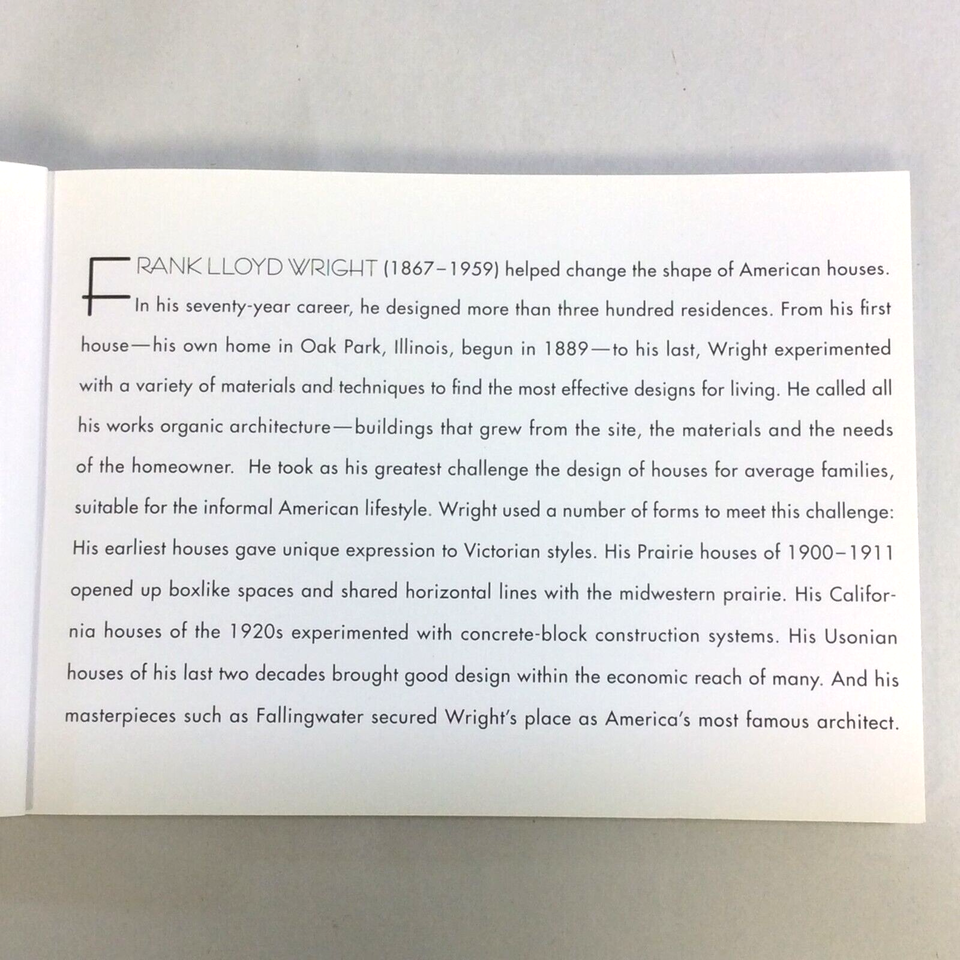 FRANK LLOYD WRIGHT (1867–1959) helped change the shape of American houses.
In his seventy-year career, he designed more than three hundred residences. From his first
house—his own home in Oak Park, Illinois, begun in 1889—to his last, Wright experimented
with a variety of materials and techniques to find the most effective designs for living. He called all
his works organic architecture—buildings that grew from the site, the materials and the needs
of the homeowner.  He took as his greatest challenge the design of houses for average families,
suitable for the informal American lifestyle. Wright used a number of forms to meet this challenge:
His earliest houses gave unique expression to Victorian styles. His Prairie houses of 1900–1911
opened up boxlike spaces and shared horizontal lines with the midwestern prairie. His Califor-
nia houses of the 1920s experimented with concrete-block construction systems. His Usonian
houses of his last two decades brought good design within the economic reach of many. And his
masterpieces such as Fallingwater secured Wright's place as America's most famous architect.